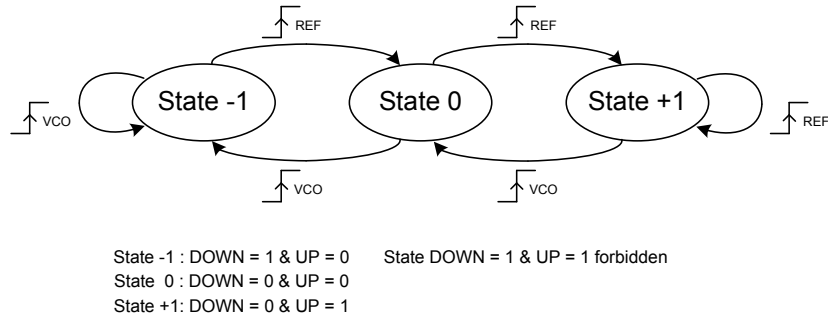 REF REF
State -1 State 0 State +1
VCO REF
VCO VCO
State -1 : DOWN = 1 & UP = 0 State DOWN = 1 & UP = 1 forbidden
State 0 : DOWN = 0 & UP = 0
State +1: DOWN = 0 & UP = 1